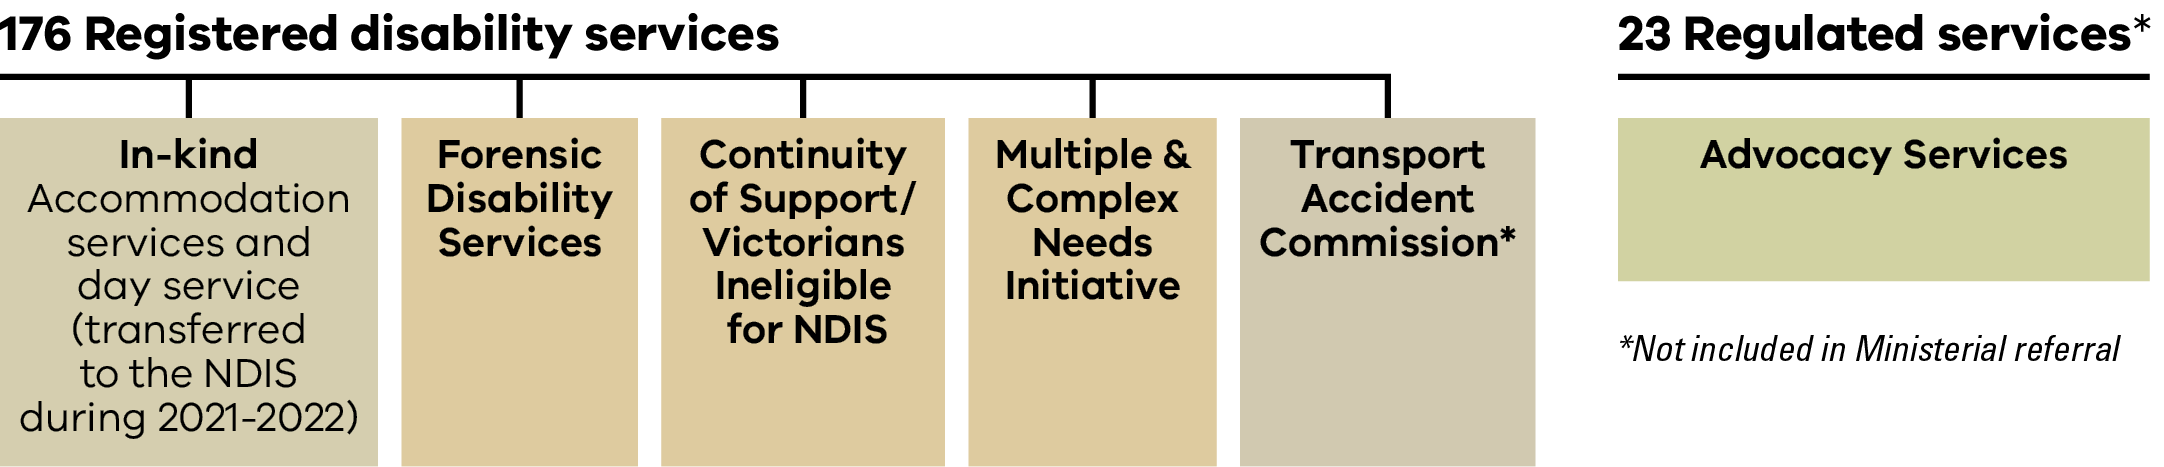 176 Registered disability services
In-kind
Accommodation
services and
day service
(transferred
to the NDIS
during 2021-2022)
Forensic
Disability
Services
Continuity
of Support/
Victorians
Ineligible
for NDIS
Multiple &
Complex
Needs
Initiative
Transport
Accident
Commission*
23 Regulated services*
Advocacy Services
*Not included in Ministerial referral